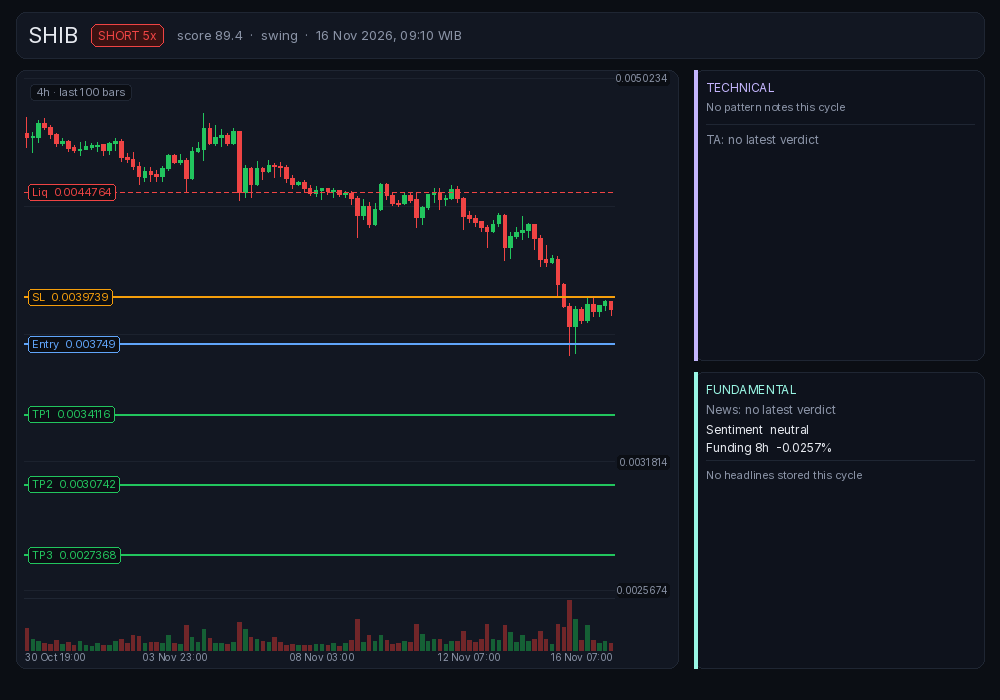 SHIB SHORT 5x score 89.4 · swing · 16 Nov 2026, 09:10 WIB
4h · last 100 bars
0.0050234
Liq 0.0044764
SL 0.0039739
Entry 0.003749
TP1 0.0034116
0.0031814
TP2 0.0030742
TP3 0.0027368
0.0025674
30 Oct 19:00 03 Nov 23:00 08 Nov 03:00 12 Nov 07:00 16 Nov 07:00
TECHNICAL
No pattern notes this cycle
TA: no latest verdict
FUNDAMENTAL
News: no latest verdict
Sentiment neutral
Funding 8h -0.0257%
No headlines stored this cycle